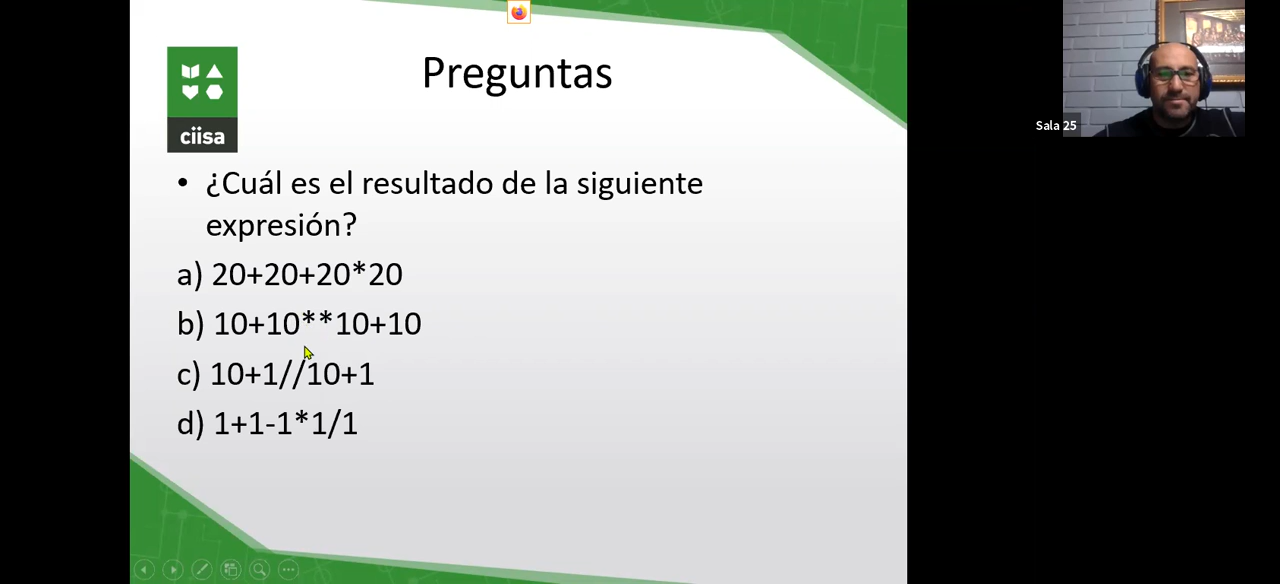 Preguntas
ciisa
• ¿Cuál es el resultado de la siguiente
expresión?
a) 20+20+20*20
b) 10+10**10+10
c) 10+1//10+1
d) 1+1-1*1/1
Sala 25